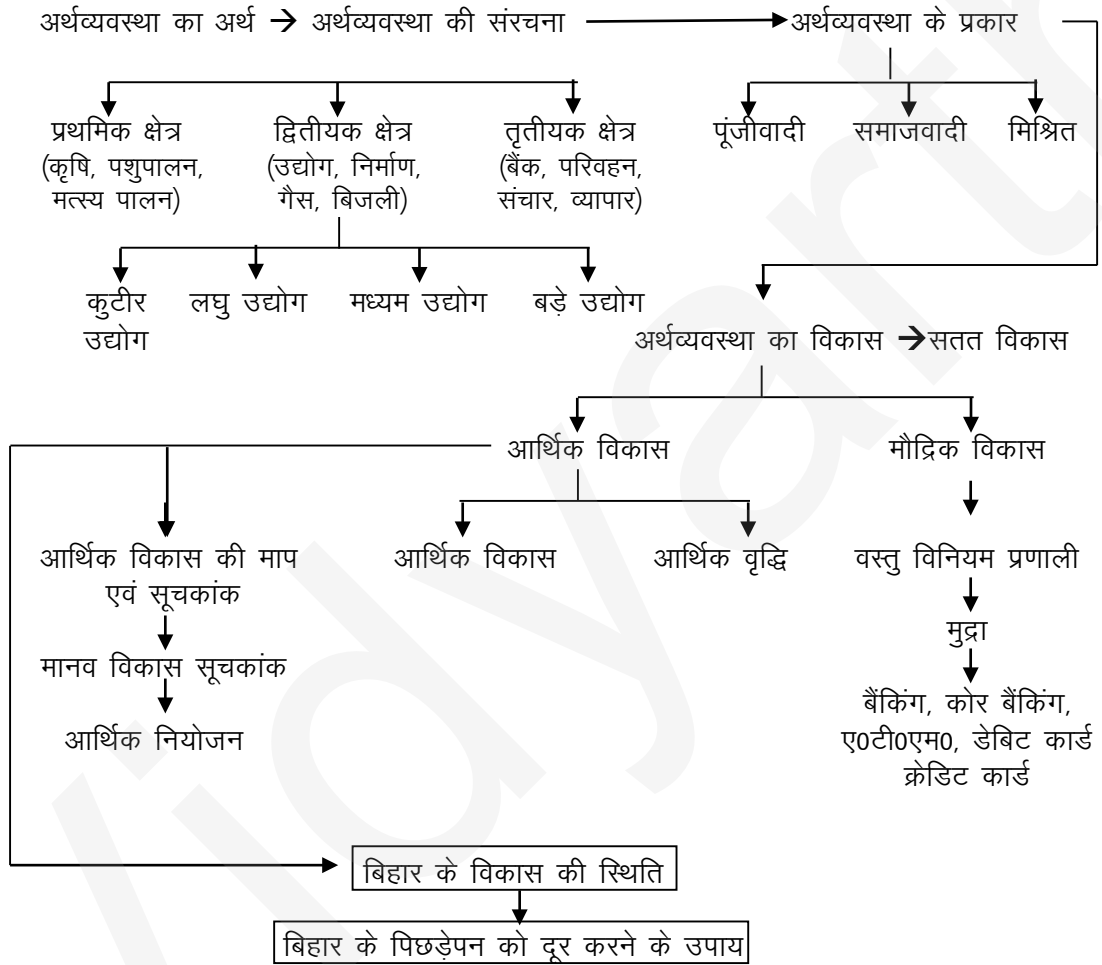 अर्थव्यवस्था का अर्थ → अर्थव्यवस्था की संरचना → अर्थव्यवस्था के प्रकार
प्रथमिक क्षेत्र द्वितीयक क्षेत्र तृतीयक क्षेत्र पूंजीवादी समाजवादी मिश्रित
(कृषि, पशुपालन, (उद्योग, निर्माण, (बैंक, परिवहन,
मत्स्य पालन) गैस, बिजली) संचार, व्यापार)
कुटीर लघु उद्योग मध्यम उद्योग बड़े उद्योग
उद्योग
अर्थव्यवस्था का विकास → सतत विकास
आर्थिक विकास मौद्रिक विकास
आर्थिक विकास की माप आर्थिक विकास आर्थिक वृद्धि वस्तु विनियम प्रणाली
एवं सूचकांक
मुद्रा
मानव विकास सूचकांक
बैंकिंग, कोर बैंकिंग,
आर्थिक नियोजन ए0टी0एम0, डेबिट कार्ड
क्रेडिट कार्ड
बिहार के विकास की स्थिति
बिहार के पिछड़ेपन को दूर करने के उपाय